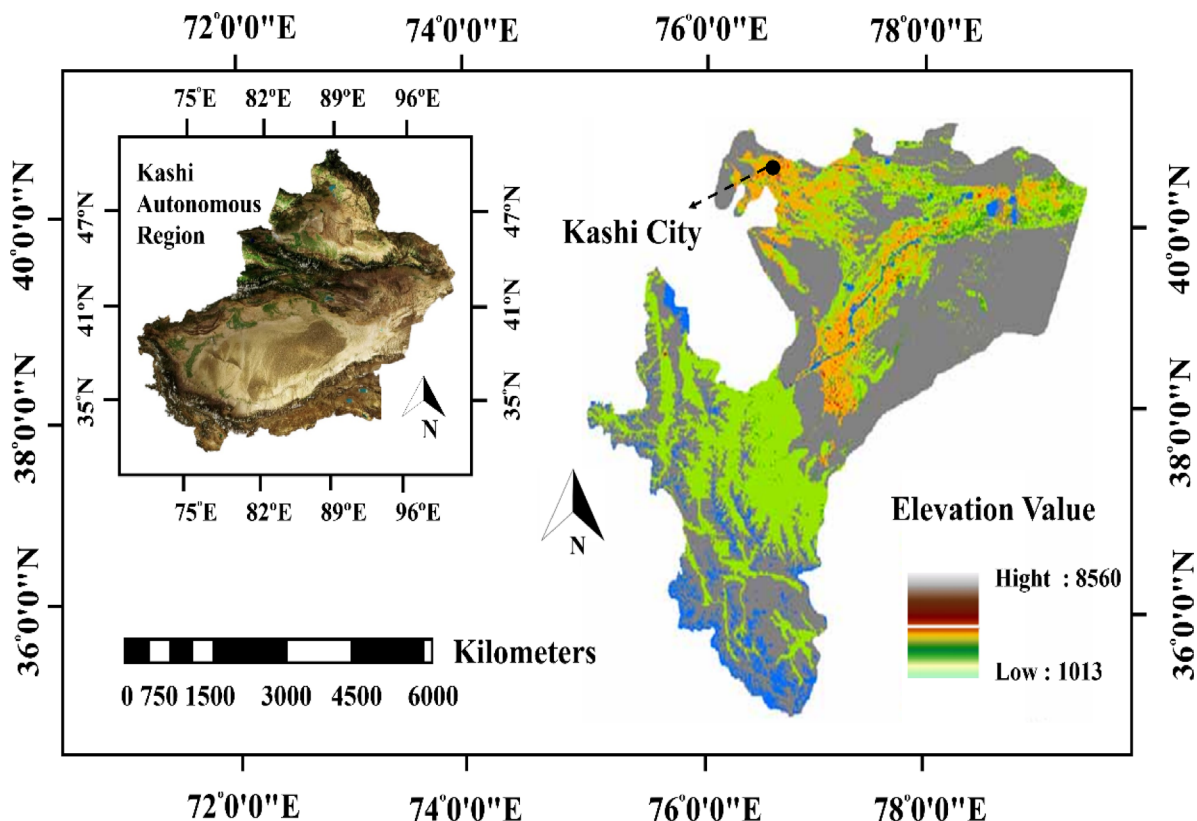 72°0'0"E 74°0'0"E 76°0'0"E 78°0'0"E
75°E 82°E 89°E 96°E
Kashi
Autonomous
Region
47°N
41°N
35°N
47°N
41°N
35°N
75°E 82°E 89°E 96°E
N
40°0'0"N
38°0'0"N
36°0'0"N
Kashi City
40°0'0"N
38°0'0"N
36°0'0"N
N
Elevation Value
Hight : 8560
Low : 1013
Kilometers
0 750 1500 3000 4500 6000
72°0'0"E 74°0'0"E 76°0'0"E 78°0'0"E